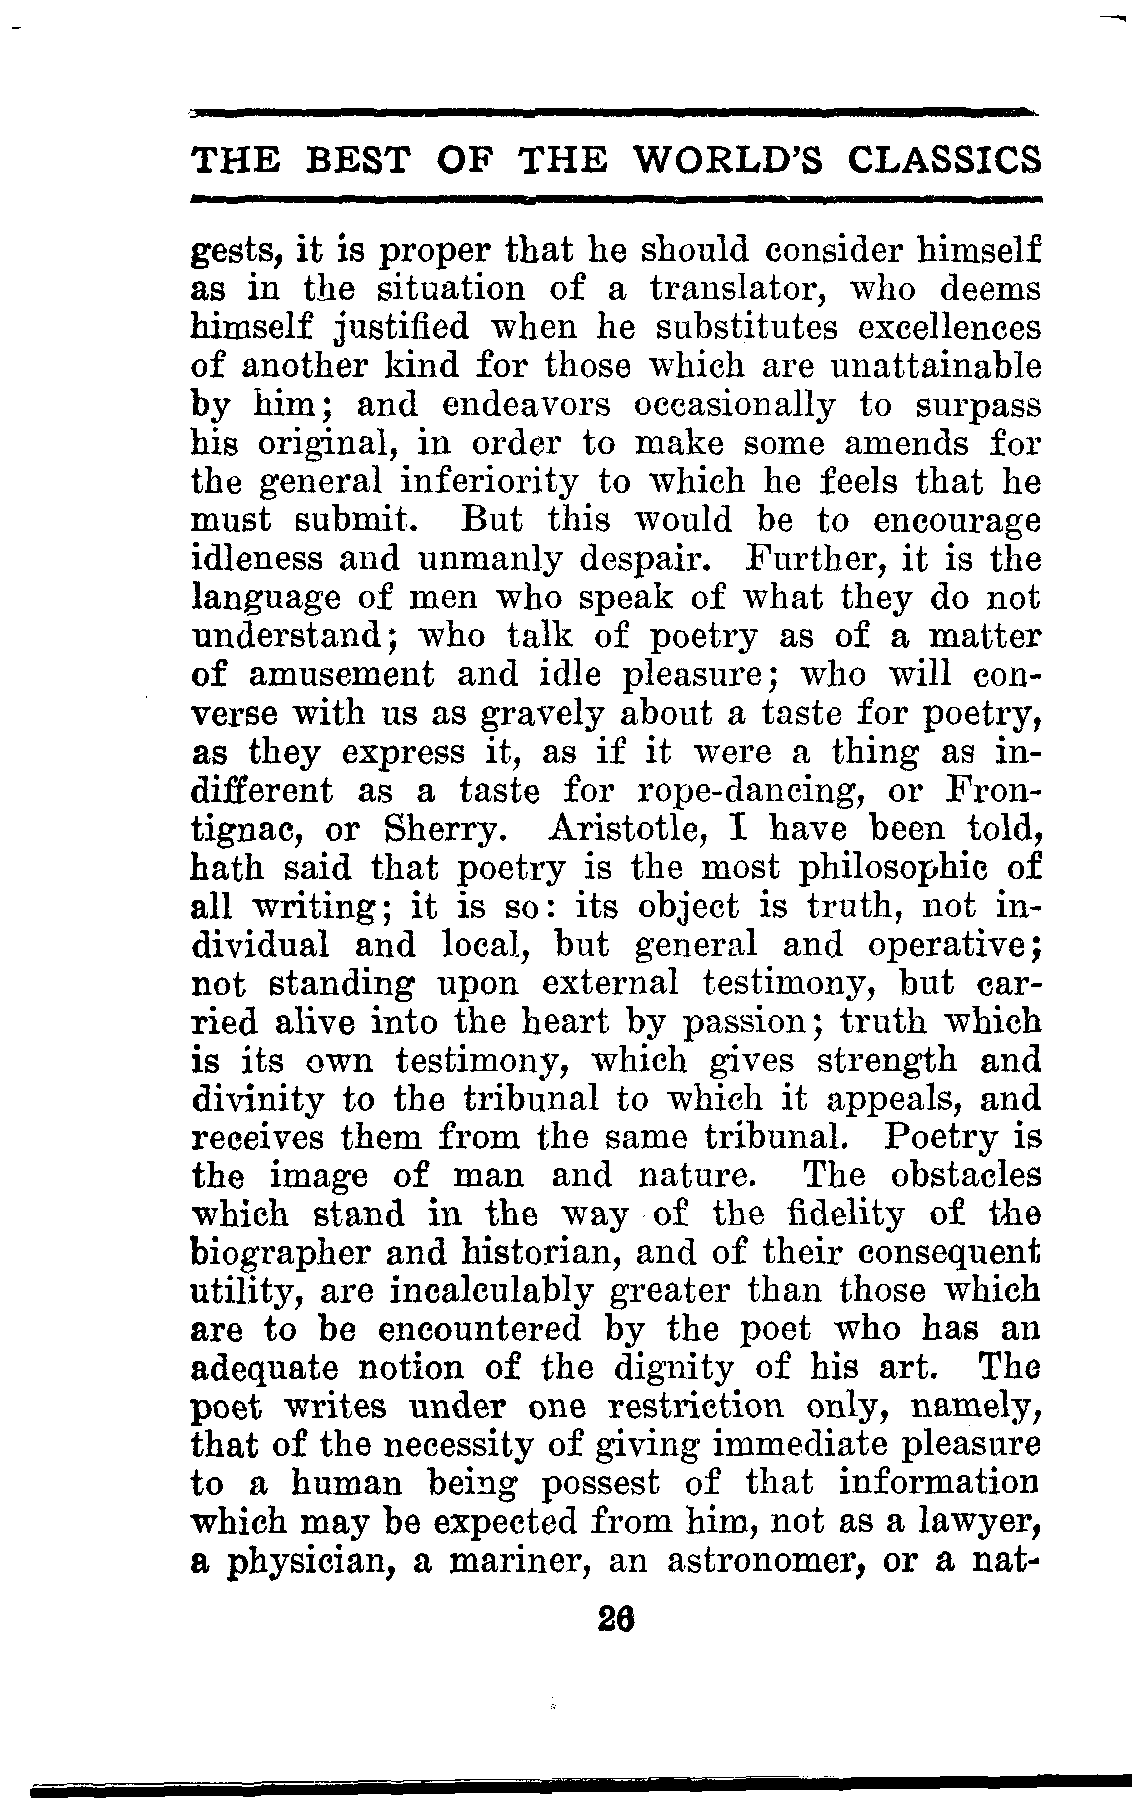 THE BEST OF THE WORLD'S CLASSICS
gests, it is proper that he should consider himself
as in the situation of a translator, who deems
himself justified when he substitutes excellences
of another kind for those which are unattainable
by him; and endeavors occasionally to surpass
his original, in order to make some amends for
the general inferiority to which he feels that he
must submit. But this would be to encourage
idleness and unmanly despair. Further, it is the
language of men who speak of what they do not
understand; who talk of poetry as of a matter
of amusement and idle pleasure; who will con-
verse with us as gravely about a taste for poetry,
as they express it, as if it were a thing as in-
different as a taste for rope-dancing, or Fron-
tignac, or Sherry. Aristotle, I have been told,
hath said that poetry is the most philosophic of
all writing; it is so: its object is truth, not in-
dividual and local, but general and operative;
not standing upon external testimony, but car-
ried alive into the heart by passion; truth which
is its own testimony, which gives strength and
divinity to the tribunal to which it appeals, and
receives them from the same tribunal. Poetry is
the image of man and nature. The obstacles
which stand in the way of the fidelity of the
biographer and historian, and of their consequent
utility, are incalculably greater than those which
are to be encountered by the poet who has an
adequate notion of the dignity of his art. The
poet writes under one restriction only, namely,
that of the necessity of giving immediate pleasure
to a human being possest of that information
which may be expected from him, not as a lawyer,
a physician, a mariner, an astronomer, or a nat-
26